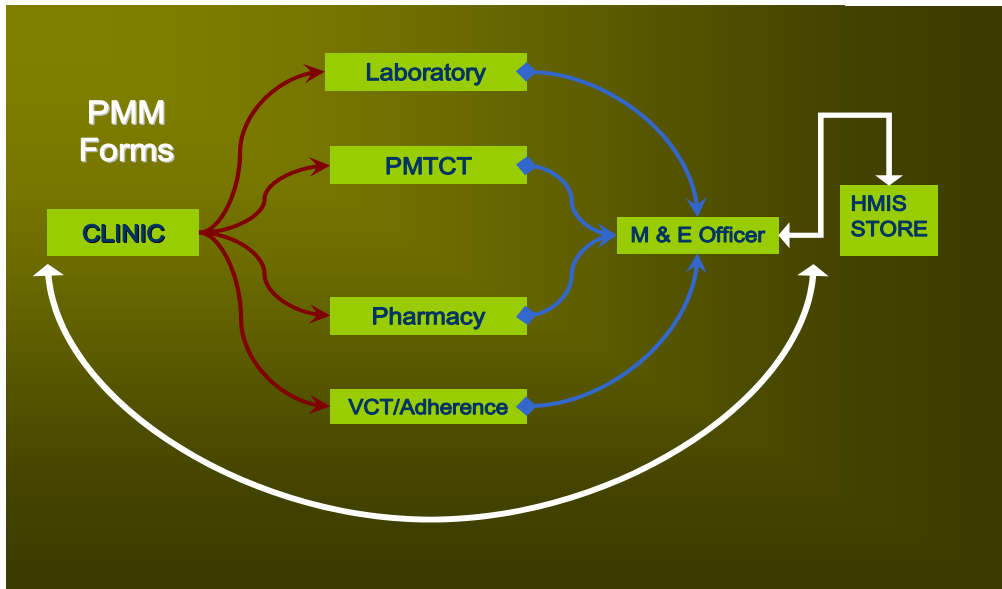 PMM
Forms
CLINIC
Laboratory
PMTCT
Pharmacy
VCT/Adherence
M & E Officer
HMIS
STORE